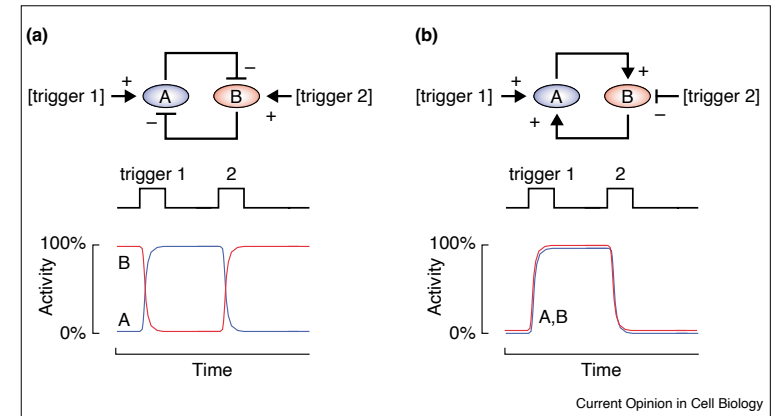 (a)
[trigger 1]
+
A
−
−
B
+
[trigger 2]
trigger 1
2
100%
0%
Activity
B
A
Time
(b)
[trigger 1]
+
A
+
+
B
−
[trigger 2]
trigger 1
2
100%
0%
Activity
A,B
Time
Current Opinion in Cell Biology